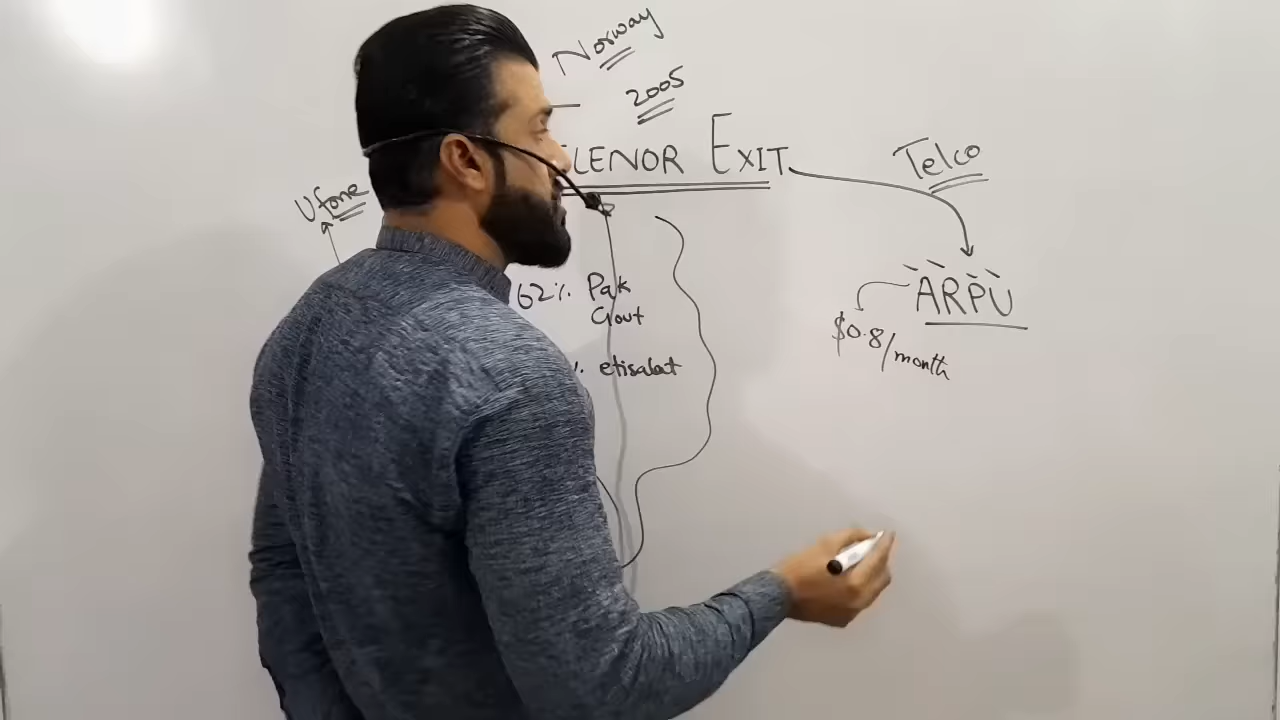 Norway
2005
ELENOR EXIT
Telco
Ufone
ARPU
62% Pak
Govt
$0.8/month
% etisalat